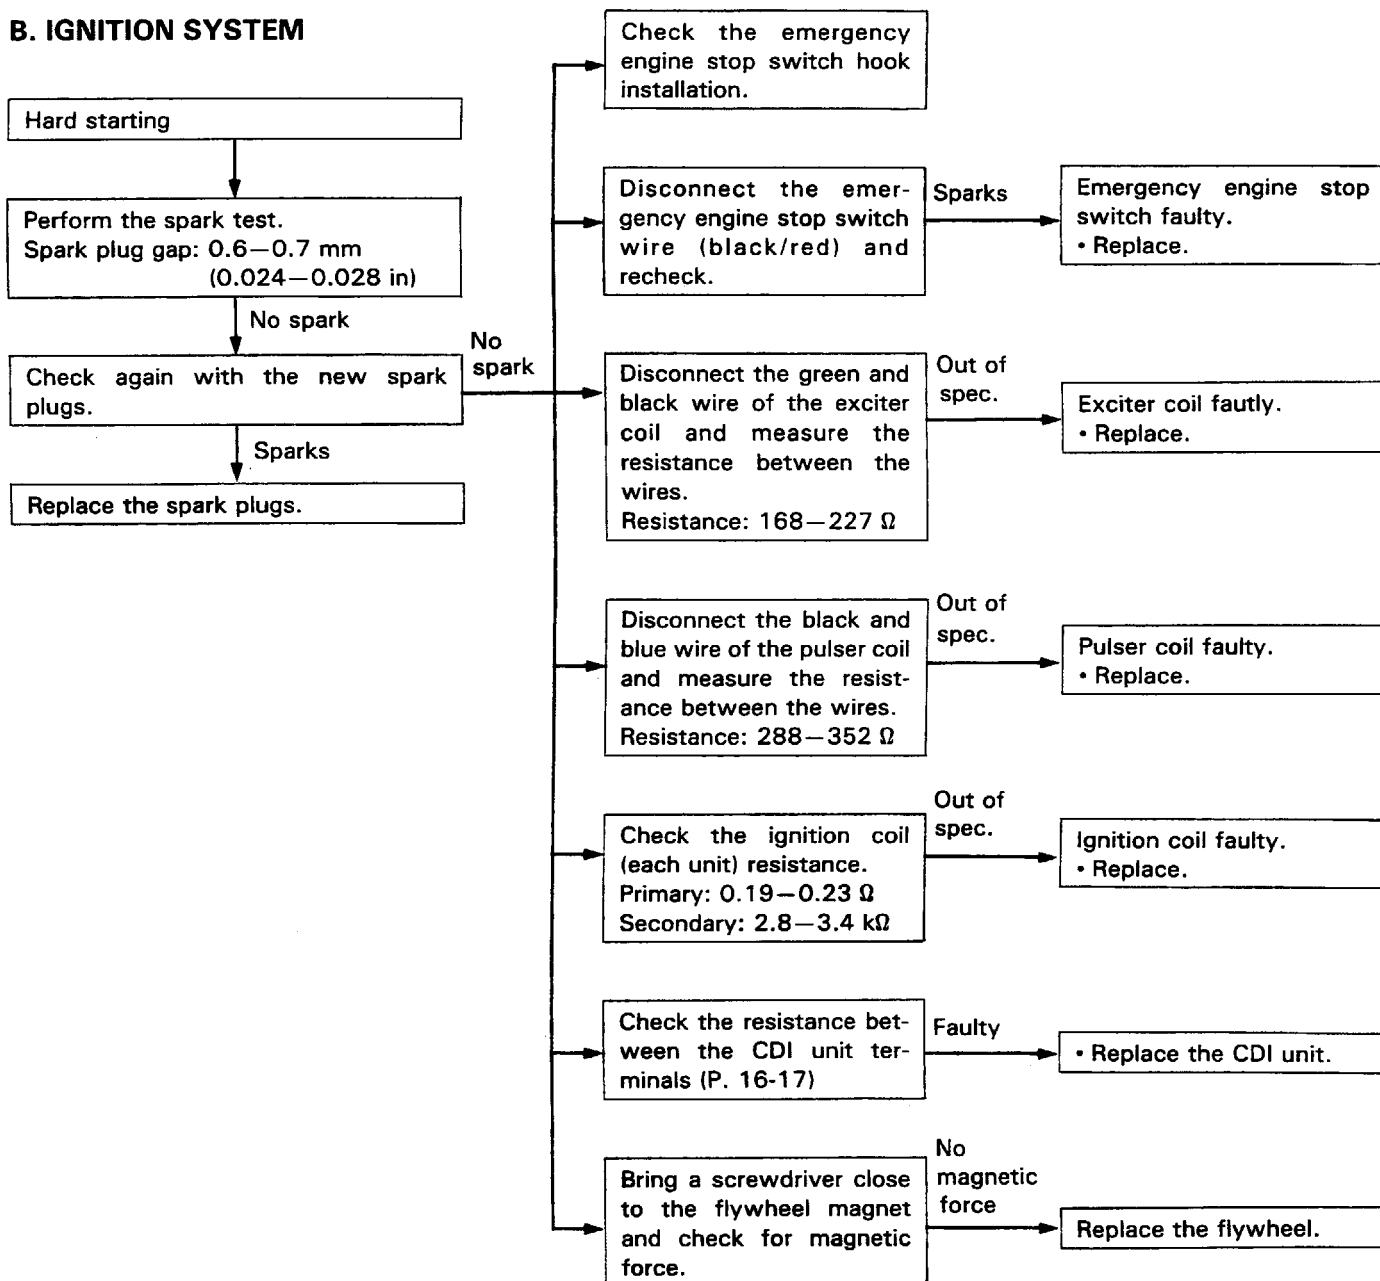 B. IGNITION SYSTEM
Hard starting
Perform the spark test.
Spark plug gap: 0.6—0.7 mm
(0.024—0.028 in)
No spark
Check again with the new spark
plugs.
Sparks
Replace the spark plugs.
No
spark
Check the emergency
engine stop switch hook
installation.
Disconnect the emer-
gency engine stop switch
wire (black/red) and
recheck.
Sparks
Emergency engine stop
switch faulty.
• Replace.
Disconnect the green and
black wire of the exciter
coil and measure the
resistance between the
wires.
Resistance: 168—227 Ω
Out of
spec.
Exciter coil fautly.
• Replace.
Disconnect the black and
blue wire of the pulser coil
and measure the resist-
ance between the wires.
Resistance: 288—352 Ω
Out of
spec.
Pulser coil faulty.
• Replace.
Check the ignition coil
(each unit) resistance.
Primary: 0.19—0.23 Ω
Secondary: 2.8—3.4 kΩ
Out of
spec.
Ignition coil faulty.
• Replace.
Check the resistance bet-
ween the CDI unit ter-
minals (P. 16-17)
Faulty
• Replace the CDI unit.
Bring a screwdriver close
to the flywheel magnet
and check for magnetic
force.
No
magnetic
force
Replace the flywheel.